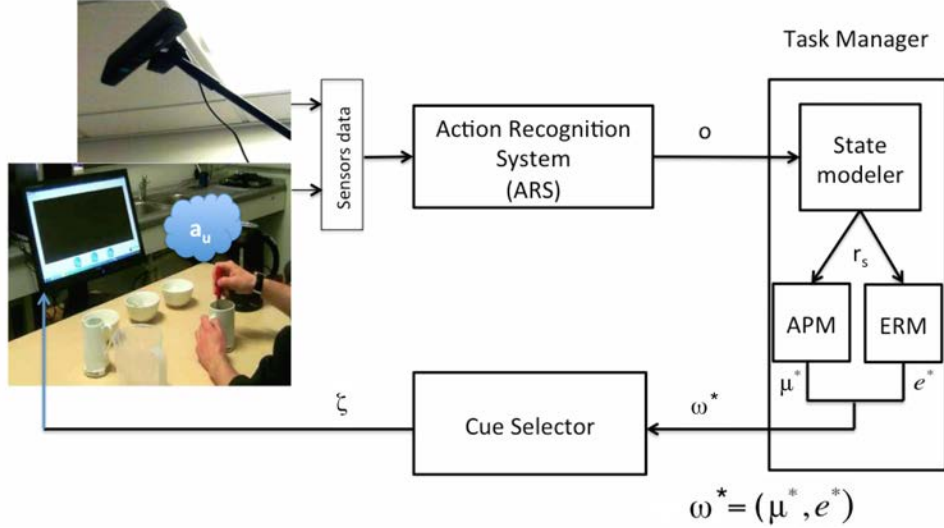 Task Manager
Sensors data
Action Recognition
System
(ARS)
o
State
modeler
a_u
r_s
APM
ERM
μ*
e*
ζ
Cue Selector
ω*
ω*=(μ*,e*)